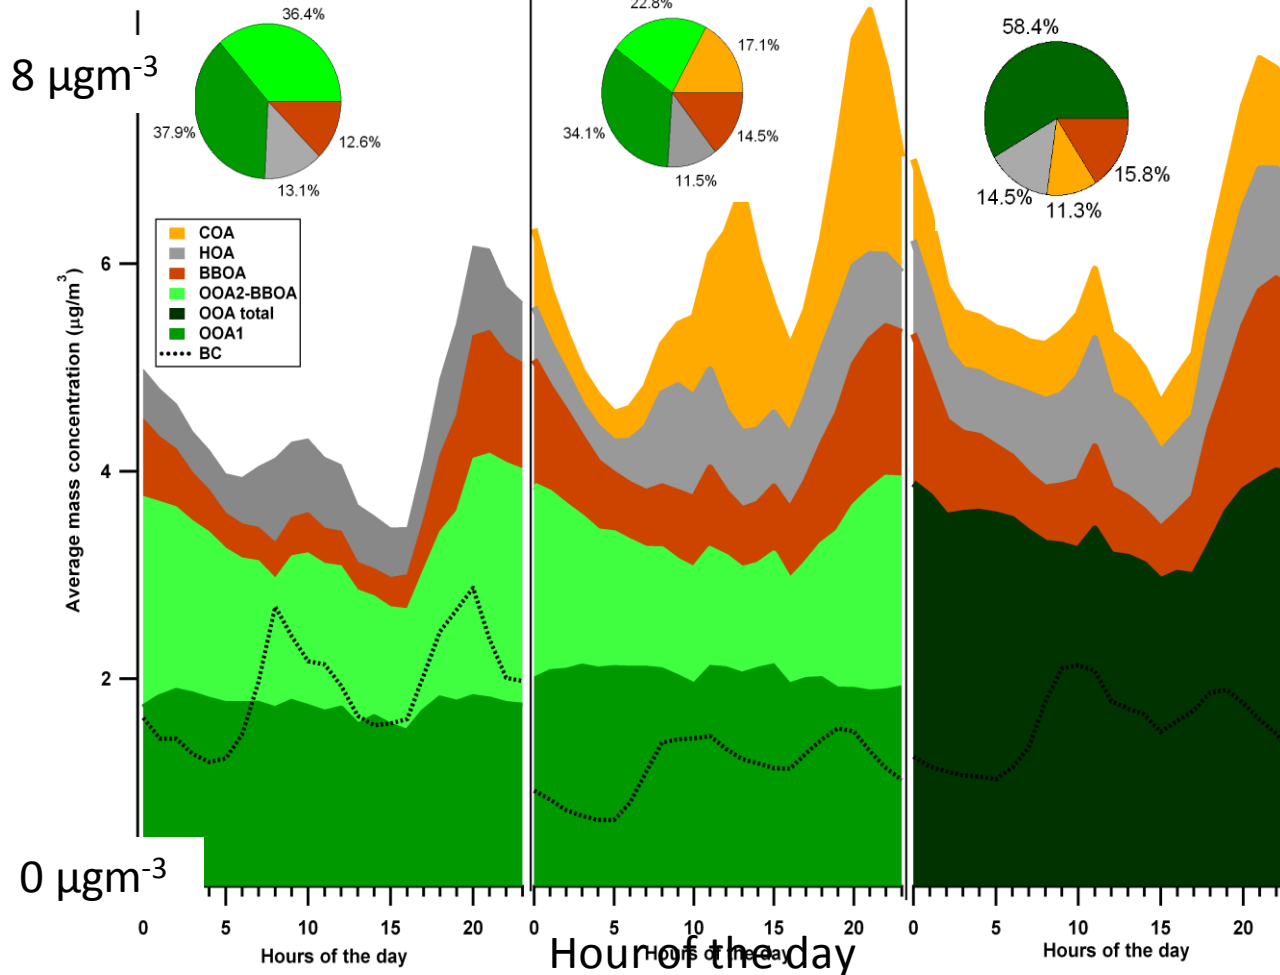 36.4%
37.9%
12.6%
13.1%
22.8%
17.1%
34.1%
14.5%
11.5%
58.4%
14.5%
11.3%
15.8%
8 µgm-3
COA
HOA
BBOA
OOA2-BBOA
OOA total
OOA1
BC
Average mass concentration (µg/m3)
6
4
2
0 µgm-3
0 5 10 15 20 0 5 10 15 20 0 5 10 15 20
Hours of the day
Hours of the day
Hour of the day
Hours of the day